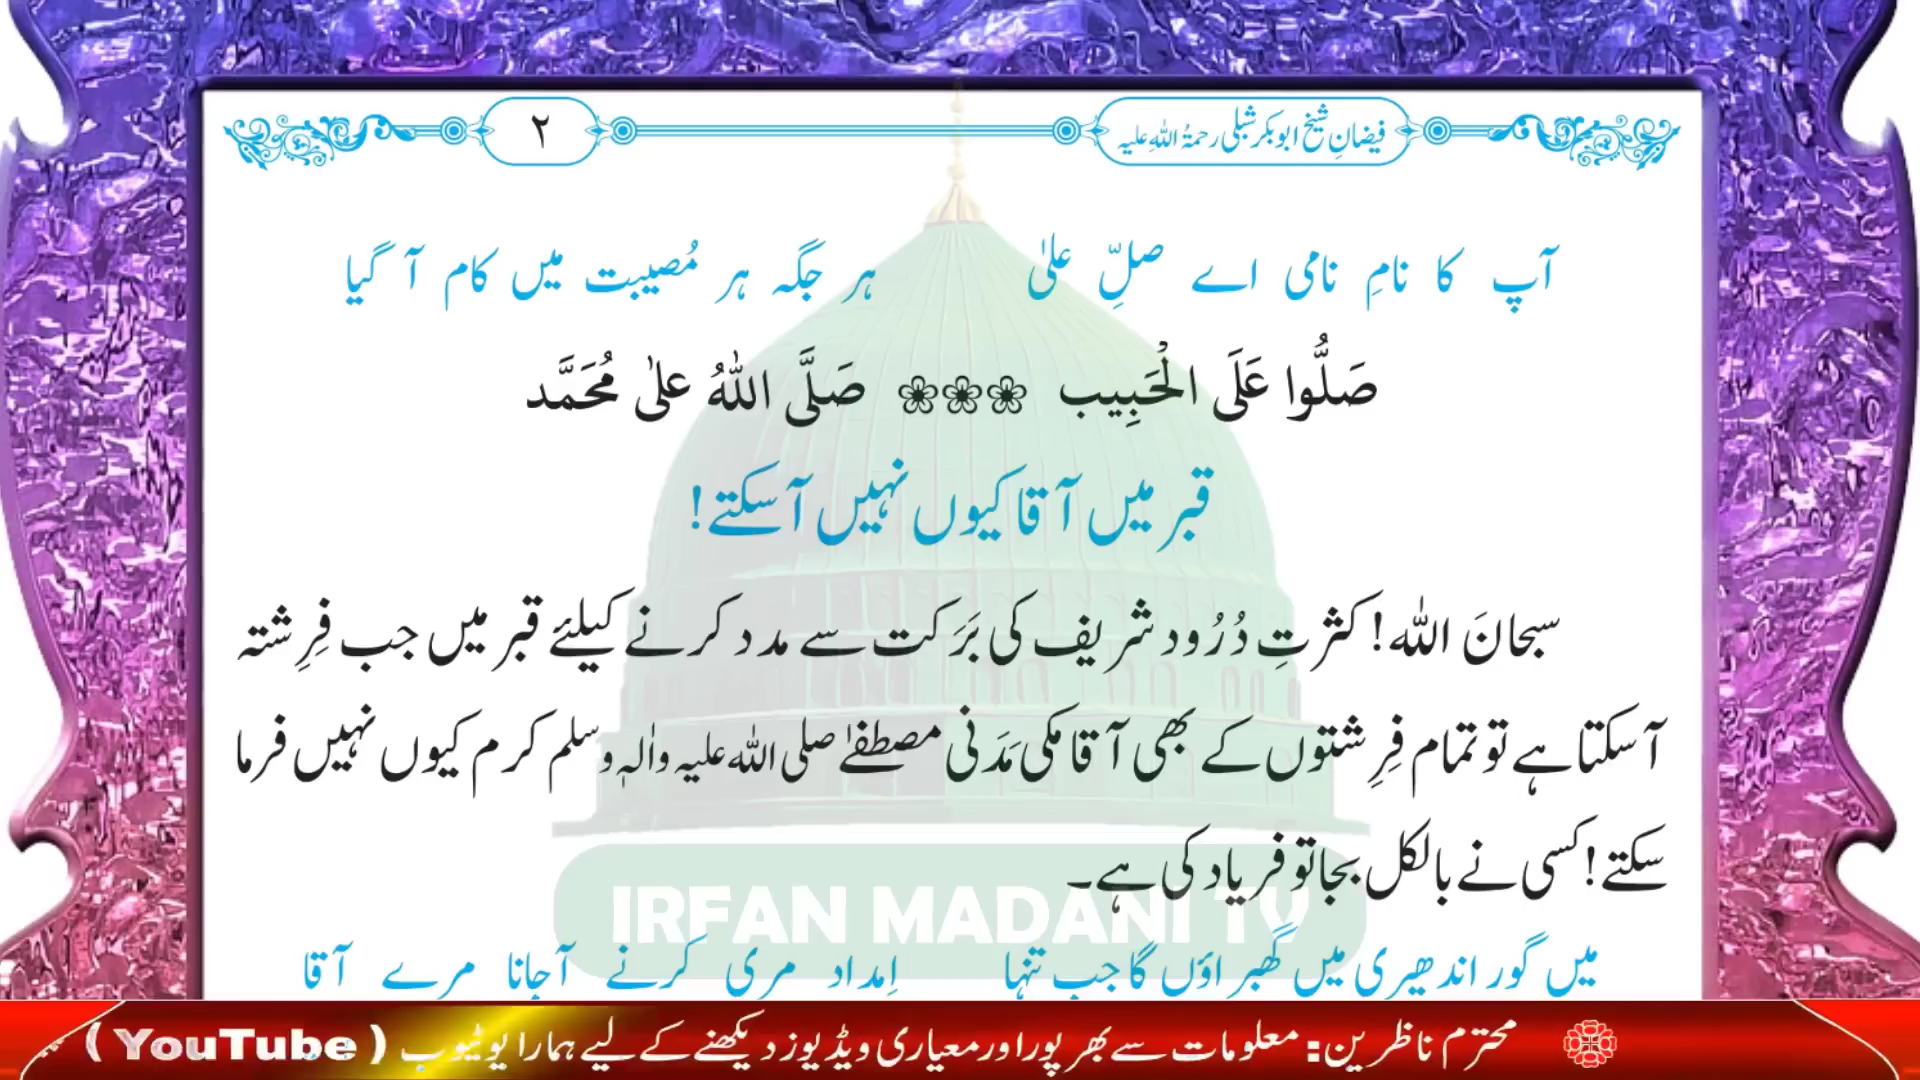 فیضانِ شیخ ابو بکر شبلی رحمۃُ اللہِ علیہ ۲
آپ کا نامِ نامی اے صلِّ علیٰ ہر جگہ ہر مُصیبت میں کام آ گیا
صَلُّوا عَلَی الْحَبِیب ❀❀❀ صَلَّی اللّٰهُ علٰی مُحَمَّد
قبر میں آقا کیوں نہیں آسکتے!
سبحانَ اللہ! کثرتِ دُرُود شریف کی بَرَکت سے مدد کرنے کیلئے قبر میں جب فِرِشتہ
آسکتا ہے تو تمام فِرِشتوں کے بھی آقا مکی مَدَنی مصطفےٰ صلی اللہ علیہ واٰلہٖ وسلم کرم کیوں نہیں فرما
سکتے! کسی نے بالکل بجا تو فریاد کی ہے۔
IRFAN MADANI TV
میں گور اندھیری میں گھبراؤں گا جب تنہا اِمداد مری کرنے آجانا مرے آقا
محترم ناظرین: معلومات سے بھرپور اور معیاری ویڈیوز دیکھنے کے لیے ہمارا یوٹیوب (YouTube)